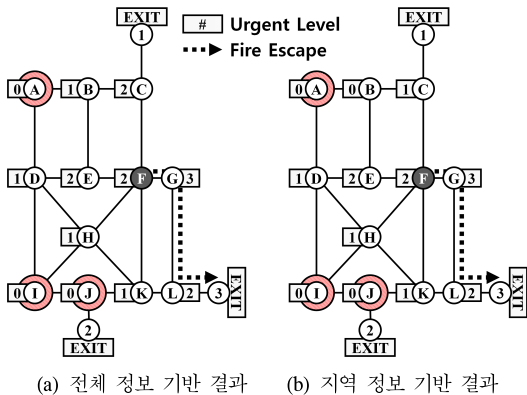 EXIT
1
# Urgent Level
Fire Escape
EXIT
1
0 A 1 B 2 C
0 A 0 B 1 C
1 D 2 E 2 F G 3
1 D 2 E 2 F G 3
1 H
1 H
0 I 0 J 1 K L 2 3 EXIT
0 I 0 J 1 K L 2 3 EXIT
2
EXIT
2
EXIT
(a) 전체 정보 기반 결과
(b) 지역 정보 기반 결과